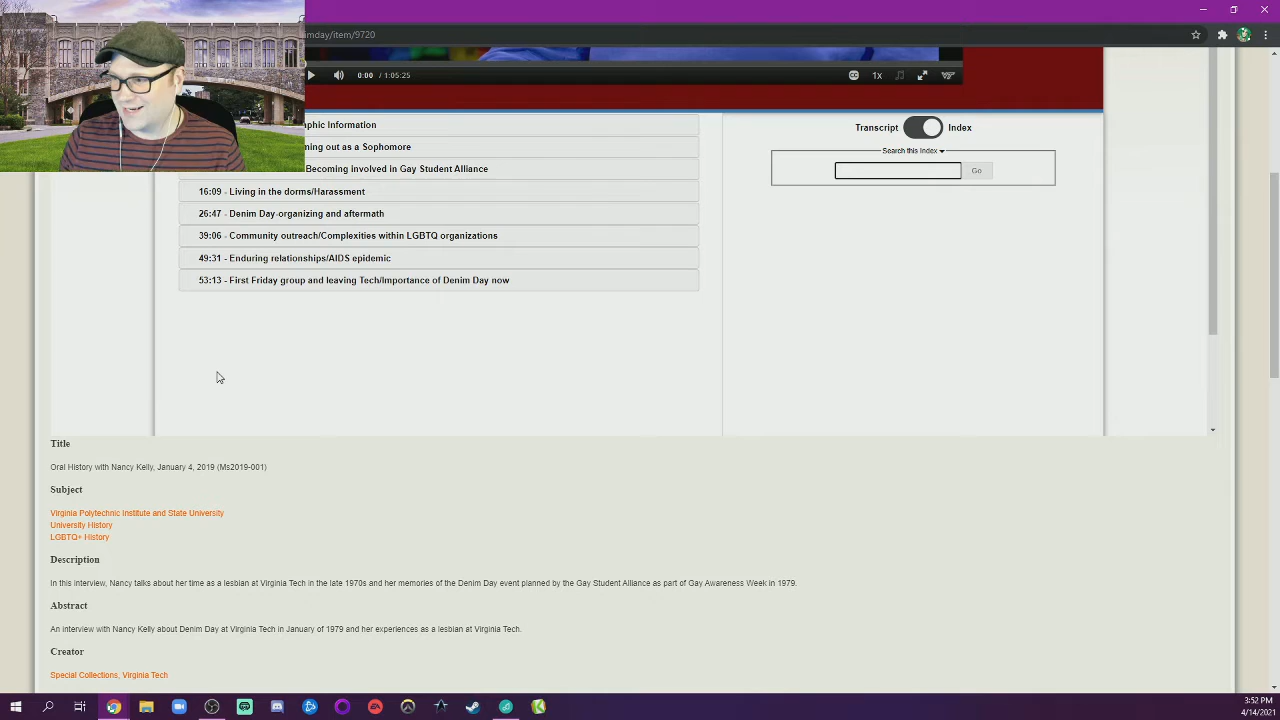 mday/item/9720
0:00 / 1:05:25
CC
1x
aphic Information
ming out as a Sophomore
Becoming involved in Gay Student Alliance
16:09 - Living in the dorms/Harassment
26:47 - Denim Day-organizing and aftermath
39:06 - Community outreach/Complexities within LGBTQ organizations
49:31 - Enduring relationships/AIDS epidemic
53:13 - First Friday group and leaving Tech/Importance of Denim Day now
Transcript Index
Search this Index
Go
Title
Oral History with Nancy Kelly, January 4, 2019 (Ms2019-001)
Subject
Virginia Polytechnic Institute and State University
University History
LGBTQ+ History
Description
In this interview, Nancy talks about her time as a lesbian at Virginia Tech in the late 1970s and her memories of the Denim Day event planned by the Gay Student Alliance as part of Gay Awareness Week in 1979.
Abstract
An interview with Nancy Kelly about Denim Day at Virginia Tech in January of 1979 and her experiences as a lesbian at Virginia Tech.
Creator
Special Collections, Virginia Tech
3:52 PM
4/14/2021